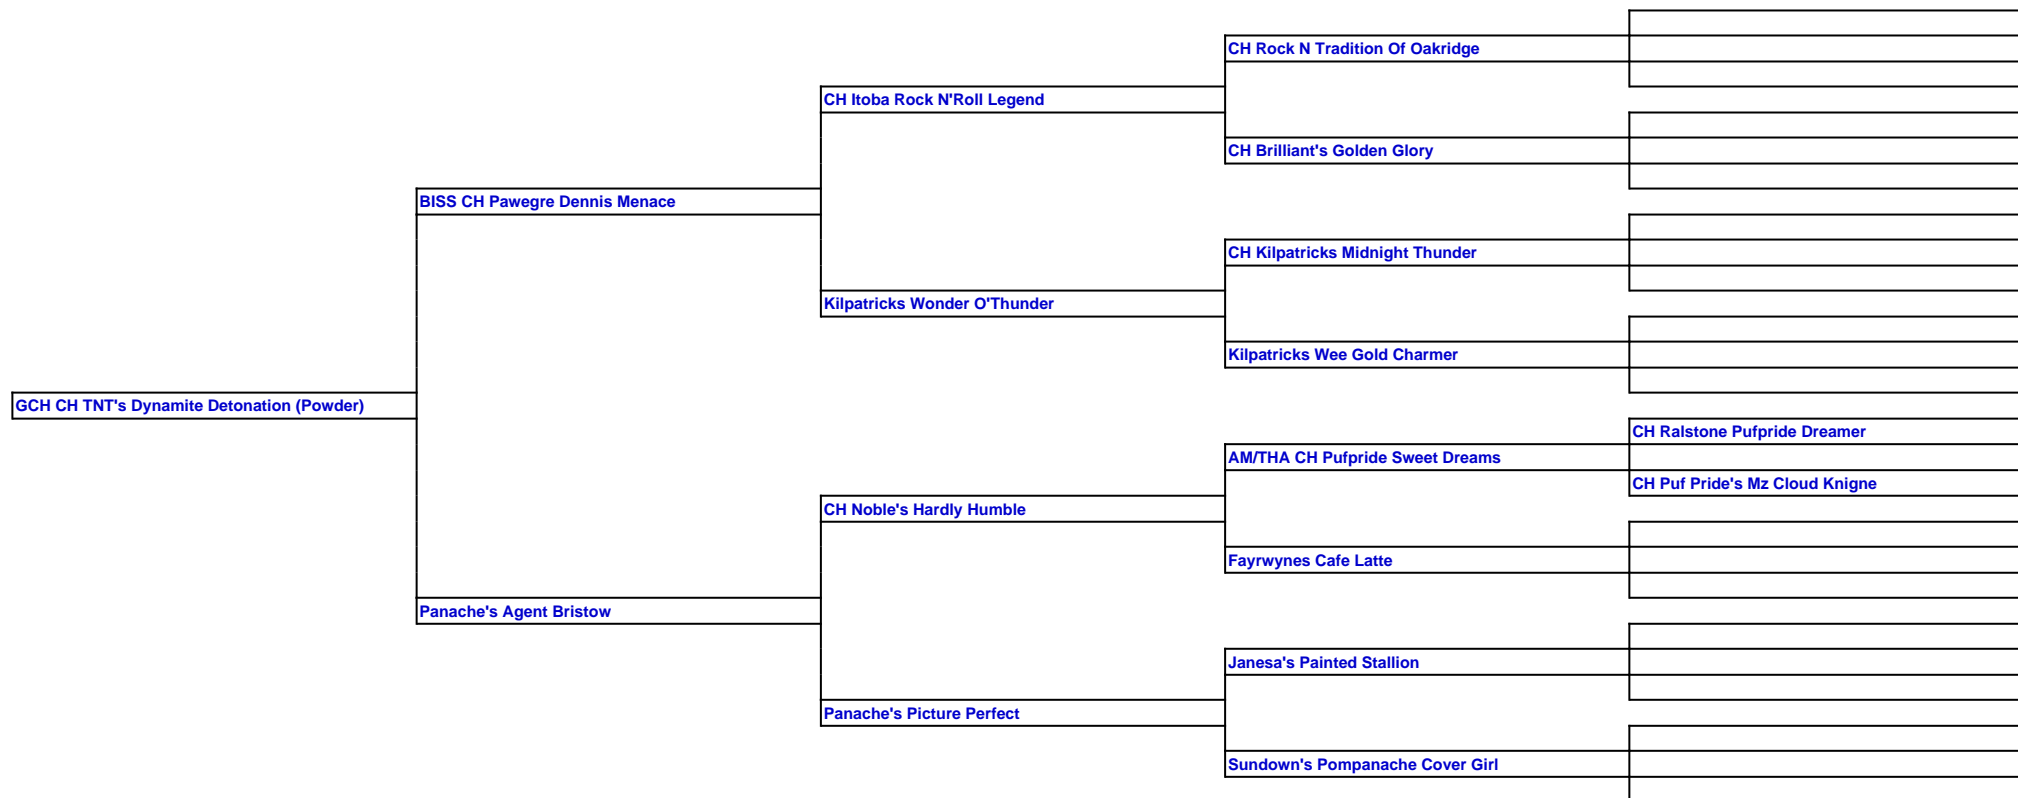 CH Rock N Tradition Of Oakridge
CH Itoba Rock N'Roll Legend
CH Brilliant's Golden Glory
BISS CH Pawegre Dennis Menace
CH Kilpatricks Midnight Thunder
Kilpatricks Wonder O'Thunder
Kilpatricks Wee Gold Charmer
GCH CH TNT's Dynamite Detonation (Powder)
CH Ralstone Pufpride Dreamer
AM/THA CH Pufpride Sweet Dreams
CH Puf Pride's Mz Cloud Knigne
CH Noble's Hardly Humble
Fayrwynes Cafe Latte
Panache's Agent Bristow
Janesa's Painted Stallion
Panache's Picture Perfect
Sundown's Pompanache Cover Girl